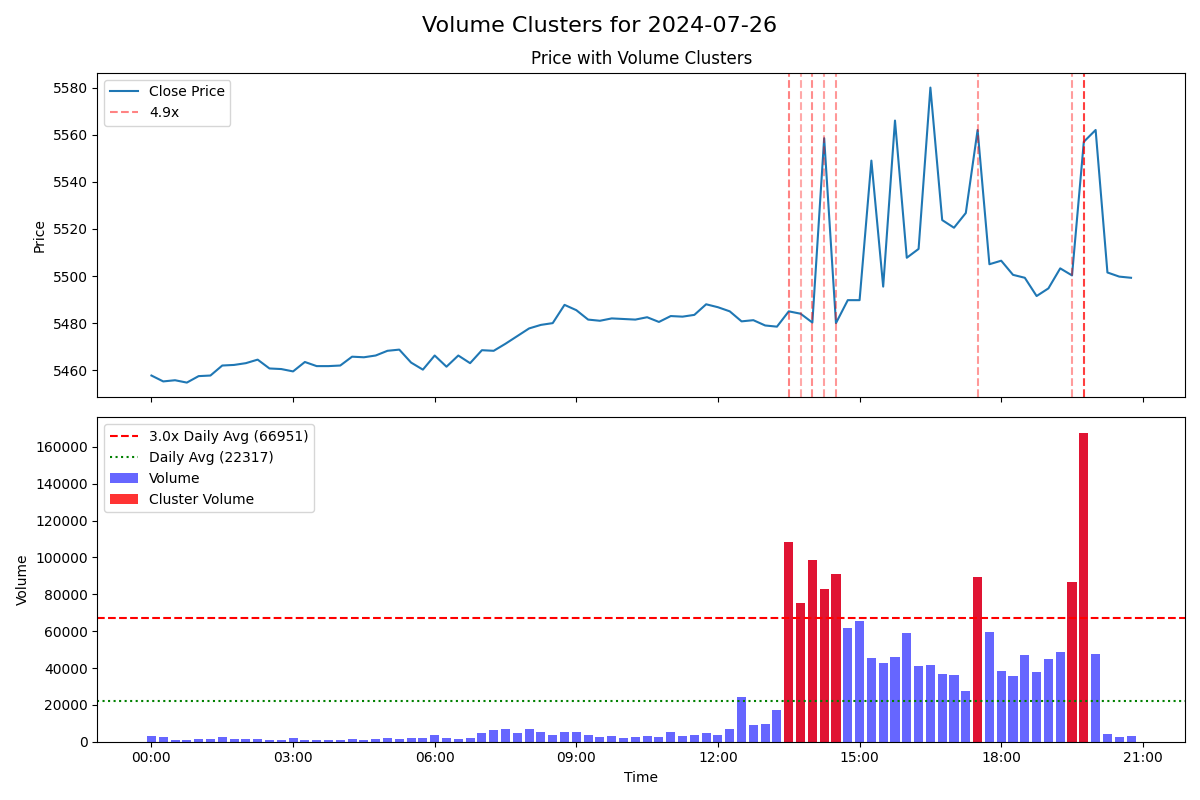 Volume Clusters for 2024-07-26
Price with Volume Clusters
Close Price
4.9x
5580
5560
5540
5520
5500
5480
5460
Price
3.0x Daily Avg (66951)
Daily Avg (22317)
Volume
Cluster Volume
160000
140000
120000
100000
80000
60000
40000
20000
0
Volume
00:00 03:00 06:00 09:00 12:00 15:00 18:00 21:00
Time